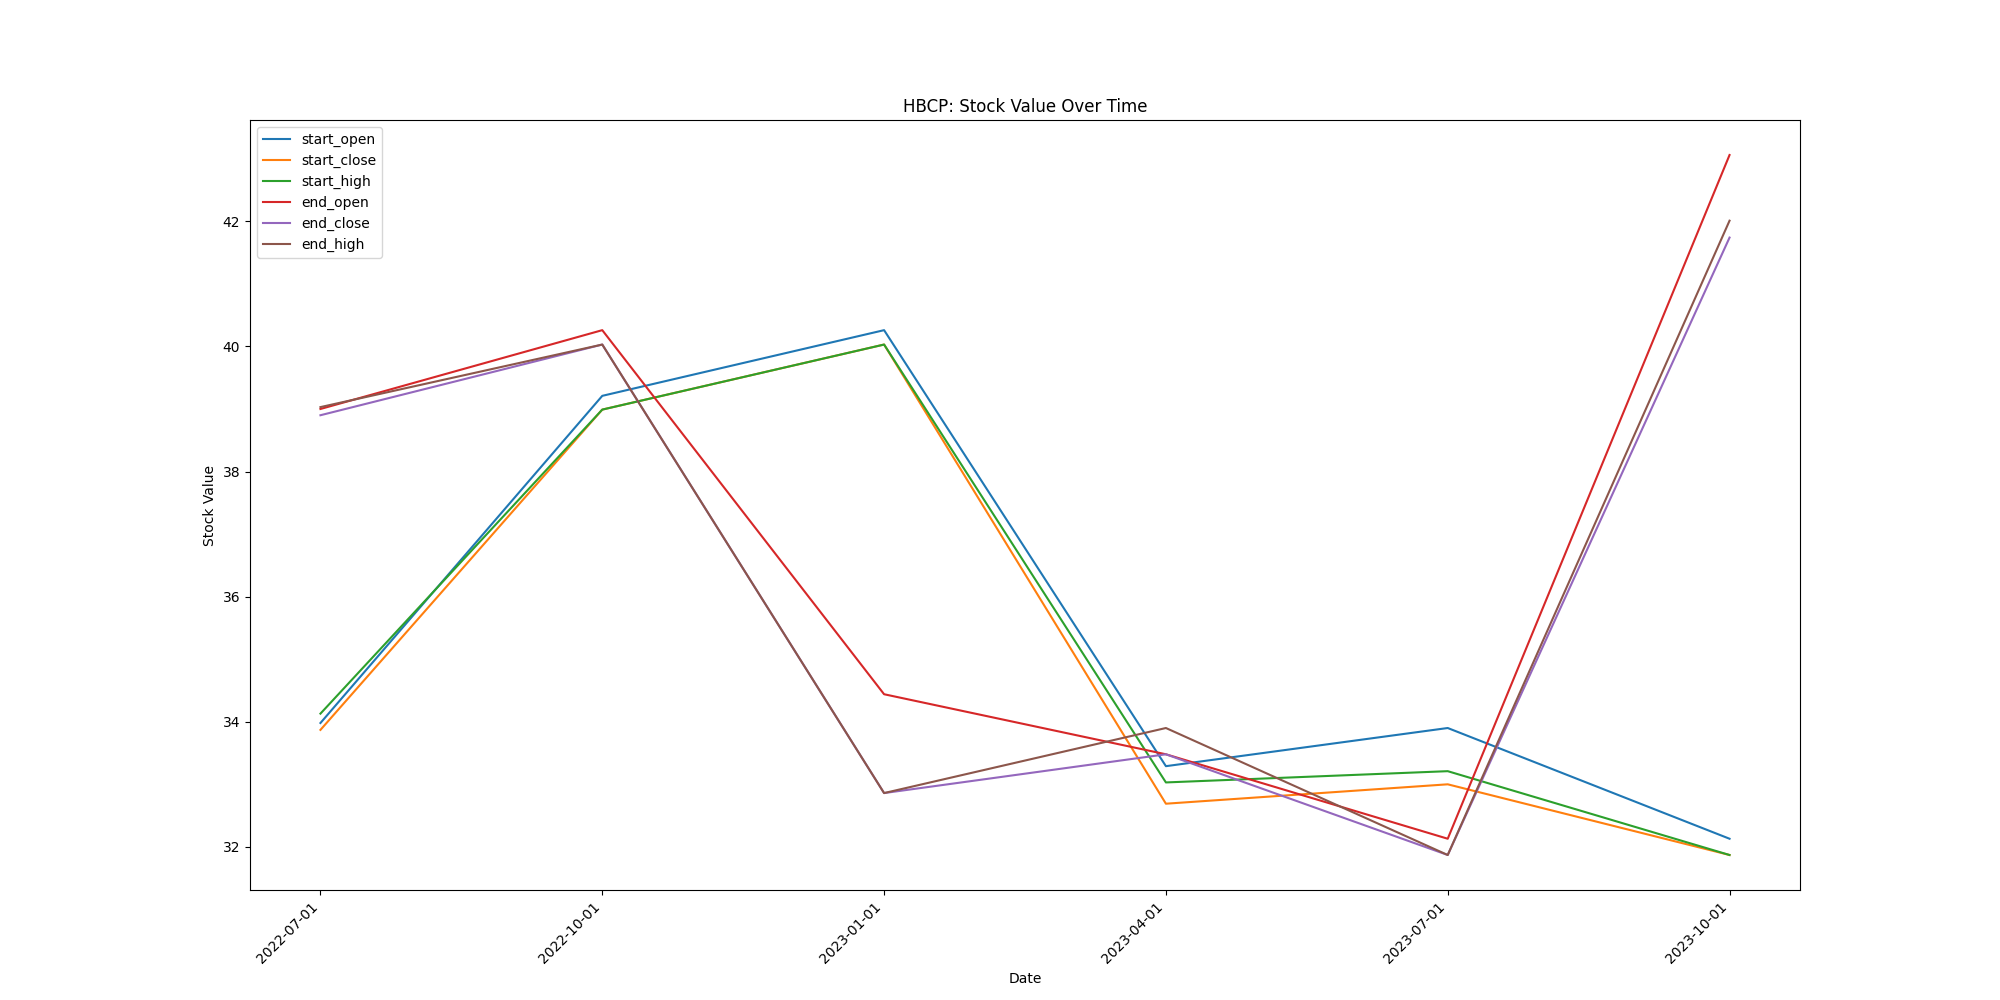 HBCP: Stock Value Over Time
start_open
start_close
start_high
end_open
end_close
end_high
Stock Value
42
40
38
36
34
32
2022-07-01
2022-10-01
2023-01-01
2023-04-01
2023-07-01
2023-10-01
Date